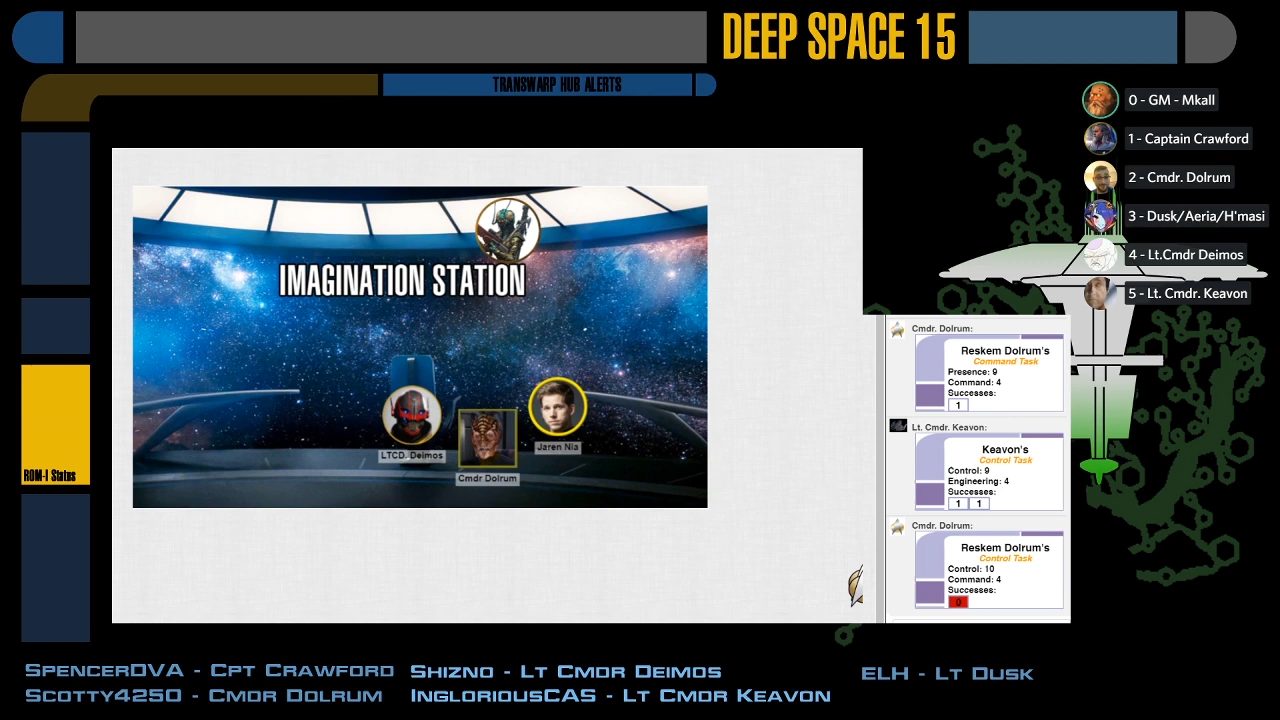 DEEP SPACE 15
TRANSWARP HUB ALERTS
0 - GM - Mkall
1 - Captain Crawford
2 - Cmdr. Dolrum
3 - Dusk/Aeria/H'masi
4 - Lt.Cmdr Deimos
5 - Lt. Cmdr. Keavon
IMAGINATION STATION
LTCD. Deimos
Cmdr Dolrum
Jaren Nia
Cmdr. Dolrum:
Reskem Dolrum's
Command Task
Presence: 9
Command: 4
Successes:
1
Lt. Cmdr. Keavon:
Keavon's
Control Task
Control: 9
Engineering: 4
Successes:
1 1
Cmdr. Dolrum:
Reskem Dolrum's
Control Task
Control: 10
Command: 4
Successes:
0
ROM-I Status
SpencerDVA - Cpt Crawford
Scotty4250 - Cmdr Dolrum
Shizno - Lt Cmdr Deimos
IngloriousCAS - Lt Cmdr Keavon
ELH - Lt Dusk